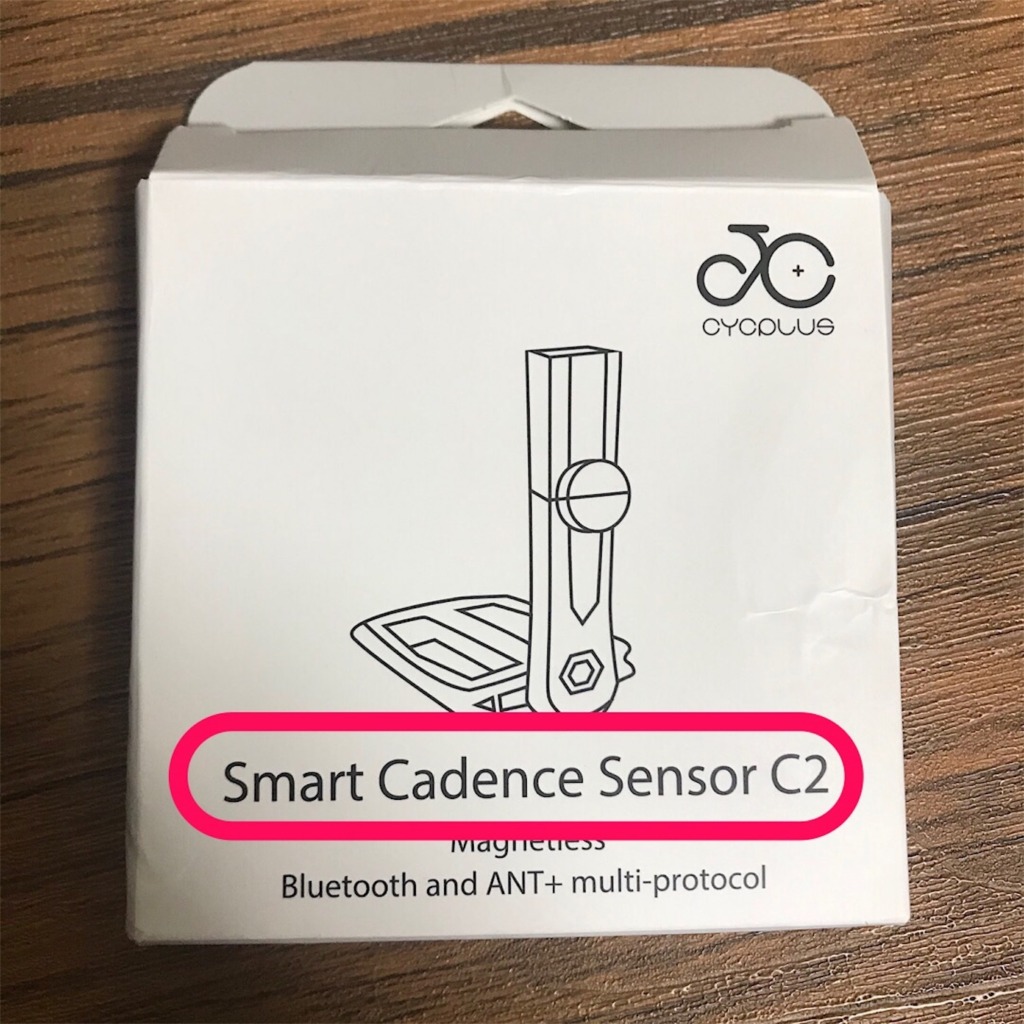 CYCPLUS
Smart Cadence Sensor C2
Magnetless
Bluetooth and ANT+ multi-protocol